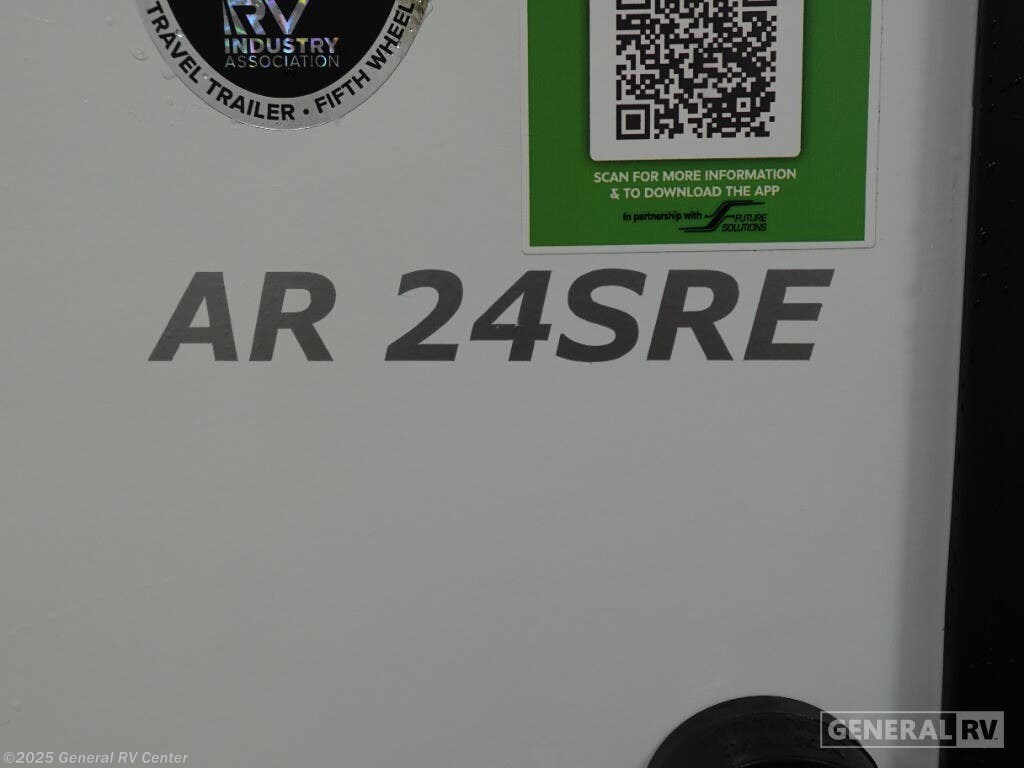 RV
INDUSTRY
ASSOCIATION
TRAVEL TRAILER • FIFTH WHEEL
SCAN FOR MORE INFORMATION
& TO DOWNLOAD THE APP
In partnership with FUTURE
SOLUTIONS
AR 24SRE
GENERAL RV
©2025 General RV Center